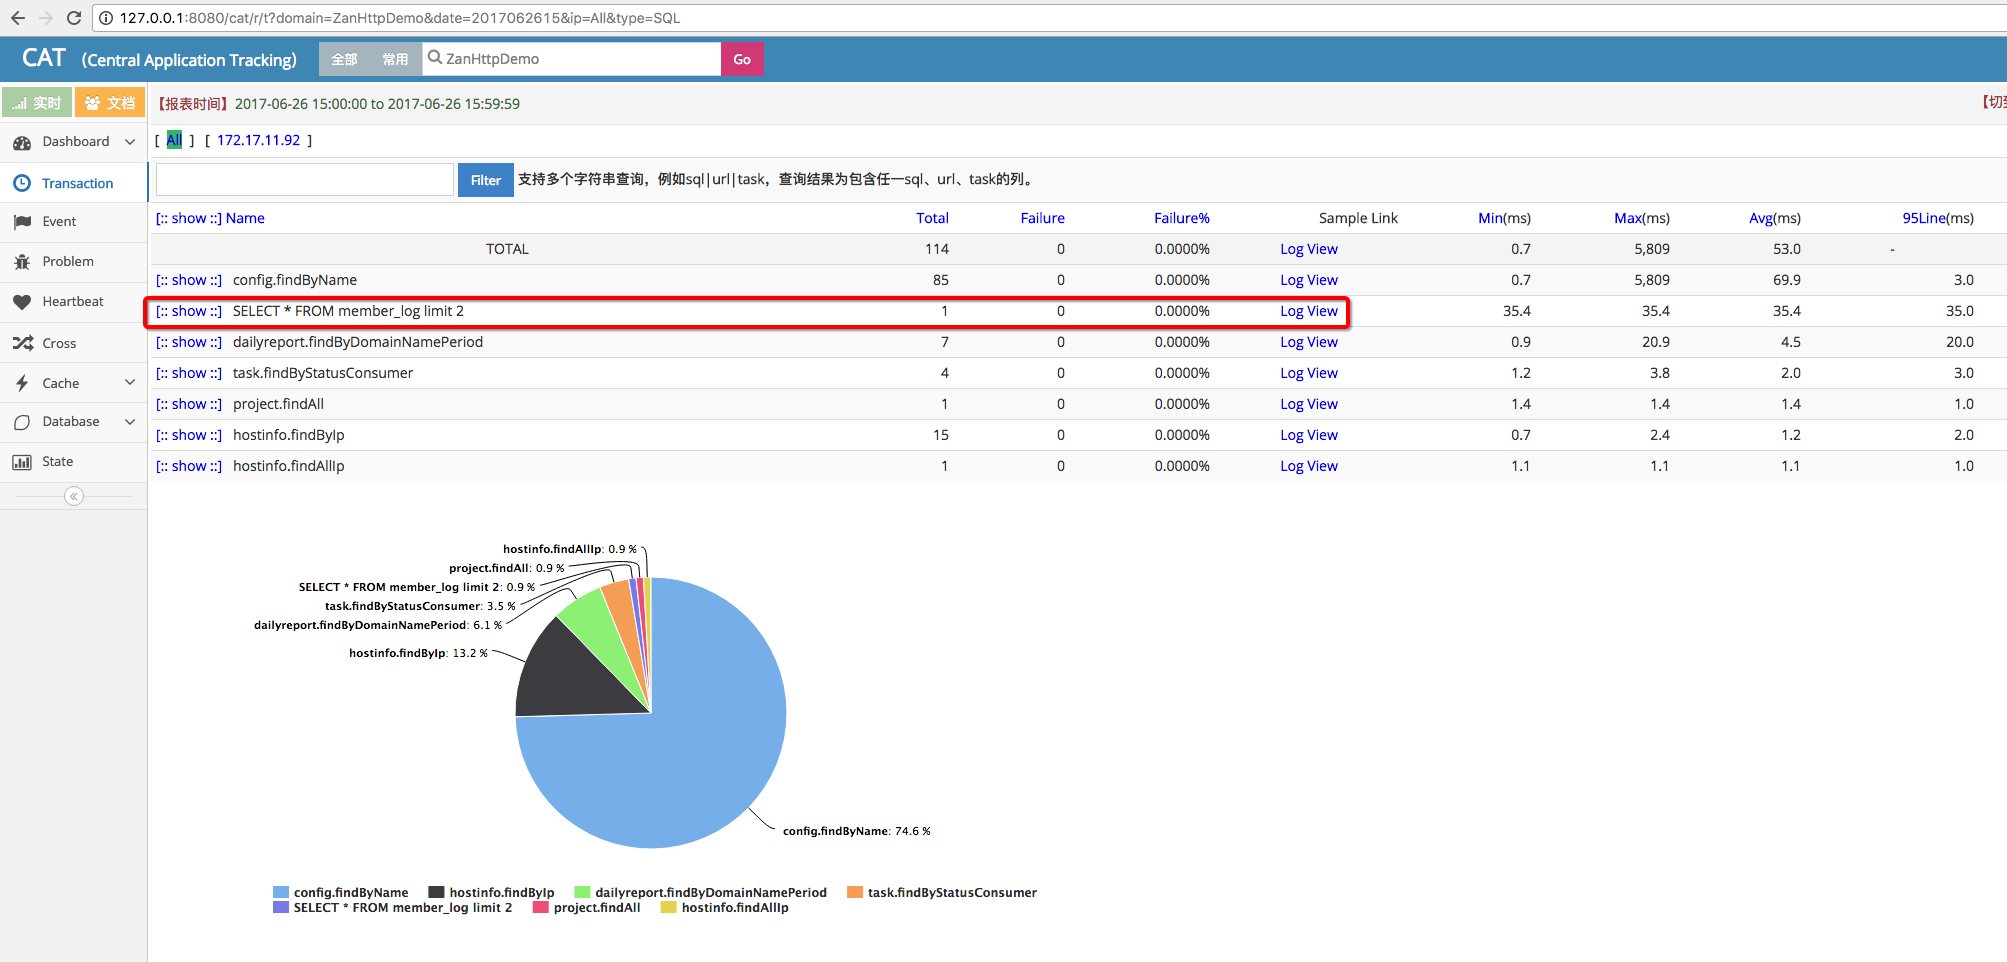 127.0.0.1:8080/cat/r/t?domain=ZanHttpDemo&date=2017062615&ip=All&type=SQL
CAT (Central Application Tracking) 全部 常用 ZanHttpDemo Go
实时 文档 【报表时间】2017-06-26 15:00:00 to 2017-06-26 15:59:59 【切
[ All ] [ 172.17.11.92 ]
Dashboard
Transaction
Event
Problem
Heartbeat
Cross
Cache
Database
State
Filter 支持多个字符串查询，例如sql||url||task，查询结果为包含任一sql、url、task的列。
[:: show ::] Name Total Failure Failure% Sample Link Min(ms) Max(ms) Avg(ms) 95Line(ms)
TOTAL 114 0 0.0000% Log View 0.7 5,809 53.0 -
[:: show ::] config.findByName 85 0 0.0000% Log View 0.7 5,809 69.9 3.0
[:: show ::] SELECT * FROM member_log limit 2 1 0 0.0000% Log View 35.4 35.4 35.4 35.0
[:: show ::] dailyreport.findByDomainNamePeriod 7 0 0.0000% Log View 0.9 20.9 4.5 20.0
[:: show ::] task.findByStatusConsumer 4 0 0.0000% Log View 1.2 3.8 2.0 3.0
[:: show ::] project.findAll 1 0 0.0000% Log View 1.4 1.4 1.4 1.0
[:: show ::] hostinfo.findByIp 15 0 0.0000% Log View 0.7 2.4 1.2 2.0
[:: show ::] hostinfo.findAllIp 1 0 0.0000% Log View 1.1 1.1 1.1 1.0
hostinfo.findAllIp: 0.9 %
project.findAll: 0.9 %
SELECT * FROM member_log limit 2: 0.9 %
task.findByStatusConsumer: 3.5 %
dailyreport.findByDomainNamePeriod: 6.1 %
hostinfo.findByIp: 13.2 %
config.findByName: 74.6 %
config.findByName hostinfo.findByIp dailyreport.findByDomainNamePeriod task.findByStatusConsumer
SELECT * FROM member_log limit 2 project.findAll hostinfo.findAllIp